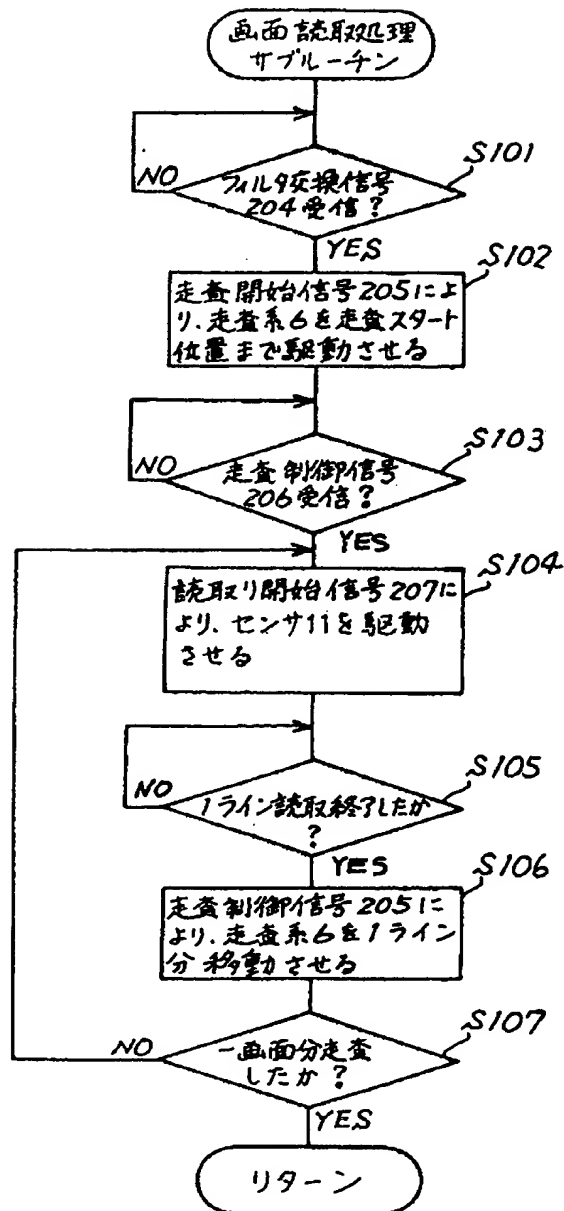 画面読取処理
サブルーチン
S101
NO
フィルタ交換信号
204受信?
YES
S102
走査開始信号205によ
り、走査系6を走査スタート
位置まで駆動させる
S103
NO
走査制御信号
206受信?
YES
S104
読取り開始信号207に
より、センサ11を駆動
させる
S105
NO
1ライン読取終了したか
?
YES
S106
走査制御信号205に
より、走査系6を1ライン
分移動させる
S107
NO
一画面分走査
したか?
YES
リターン